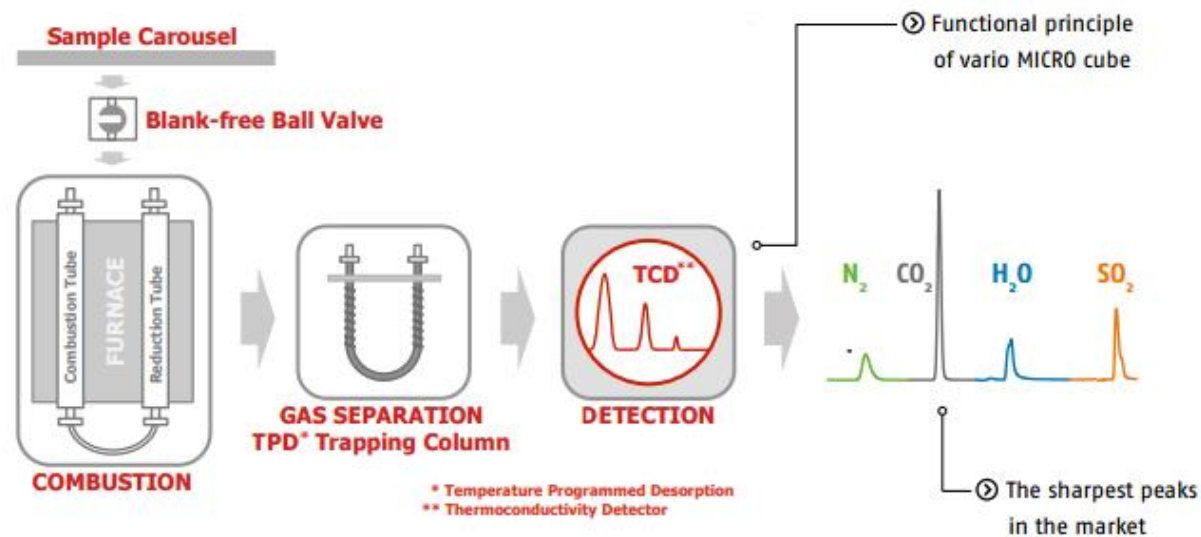 Sample Carousel
Blank-free Ball Valve
Combustion Tube
FURNACE
Reduction Tube
COMBUSTION
GAS SEPARATION
TPD* Trapping Column
TCD**
DETECTION
* Temperature Programmed Desorption
** Thermoconductivity Detector
Functional principle
of vario MICRO cube
N₂ CO₂ H₂O SO₂
The sharpest peaks
in the market